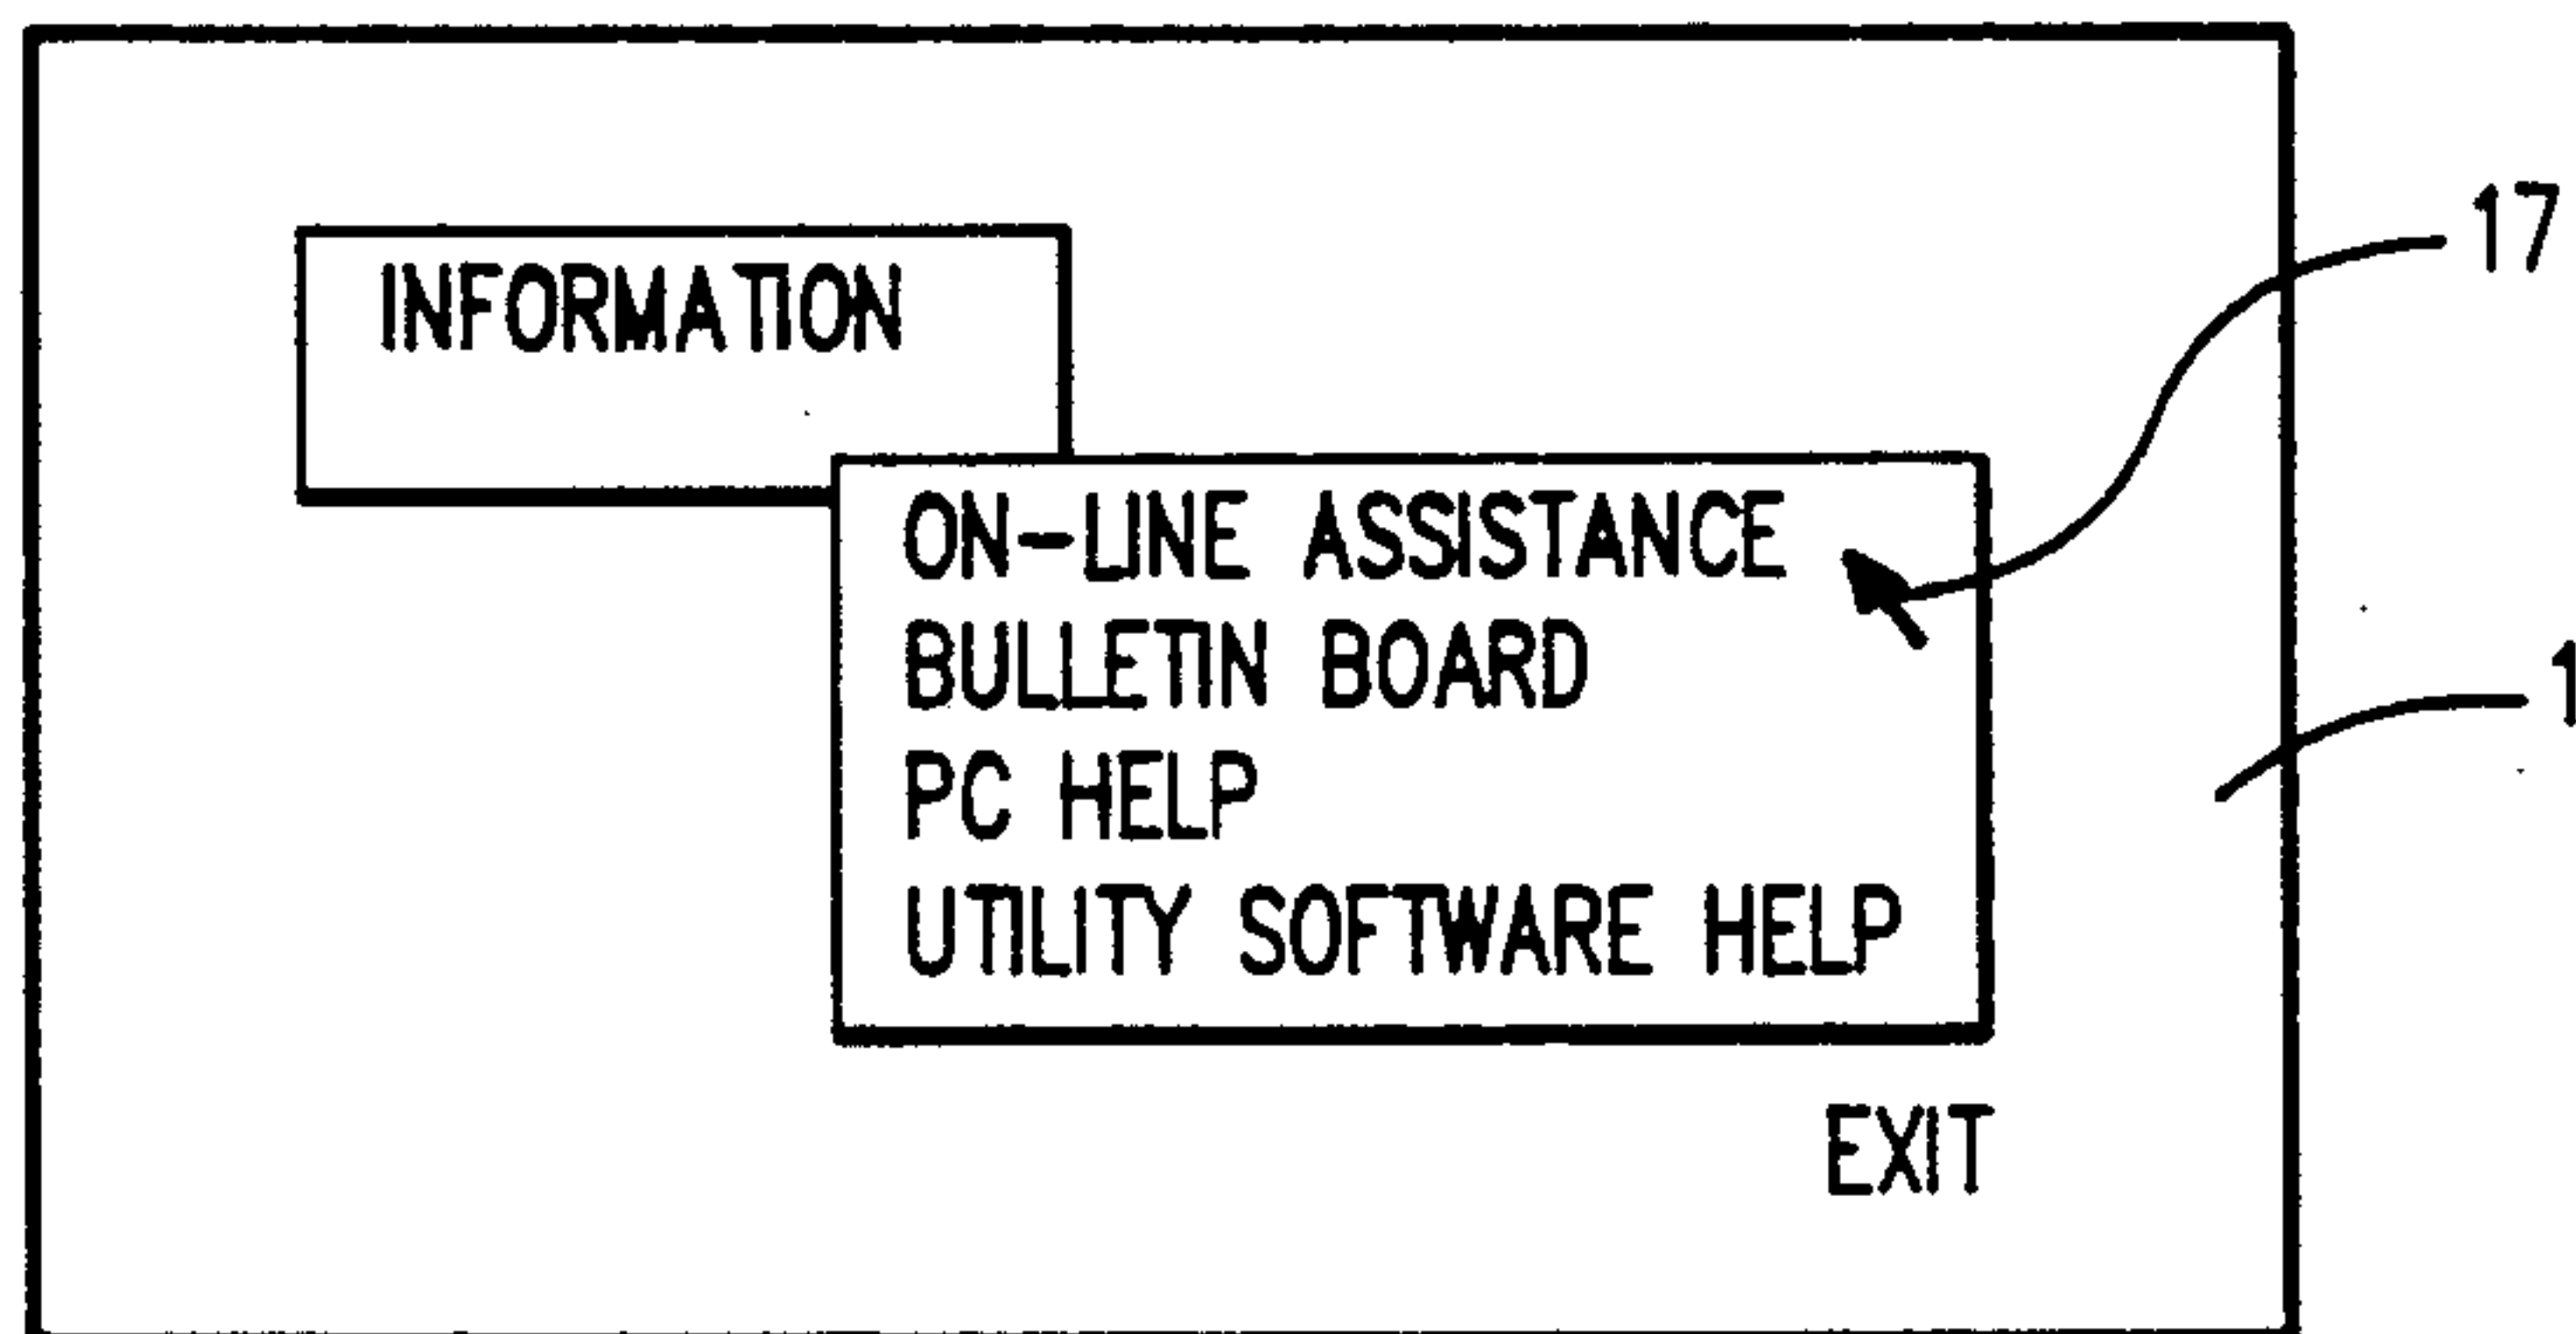 INFORMATION
17
ON-LINE ASSISTANCE
BULLETIN BOARD
PC HELP
UTILITY SOFTWARE HELP
EXIT